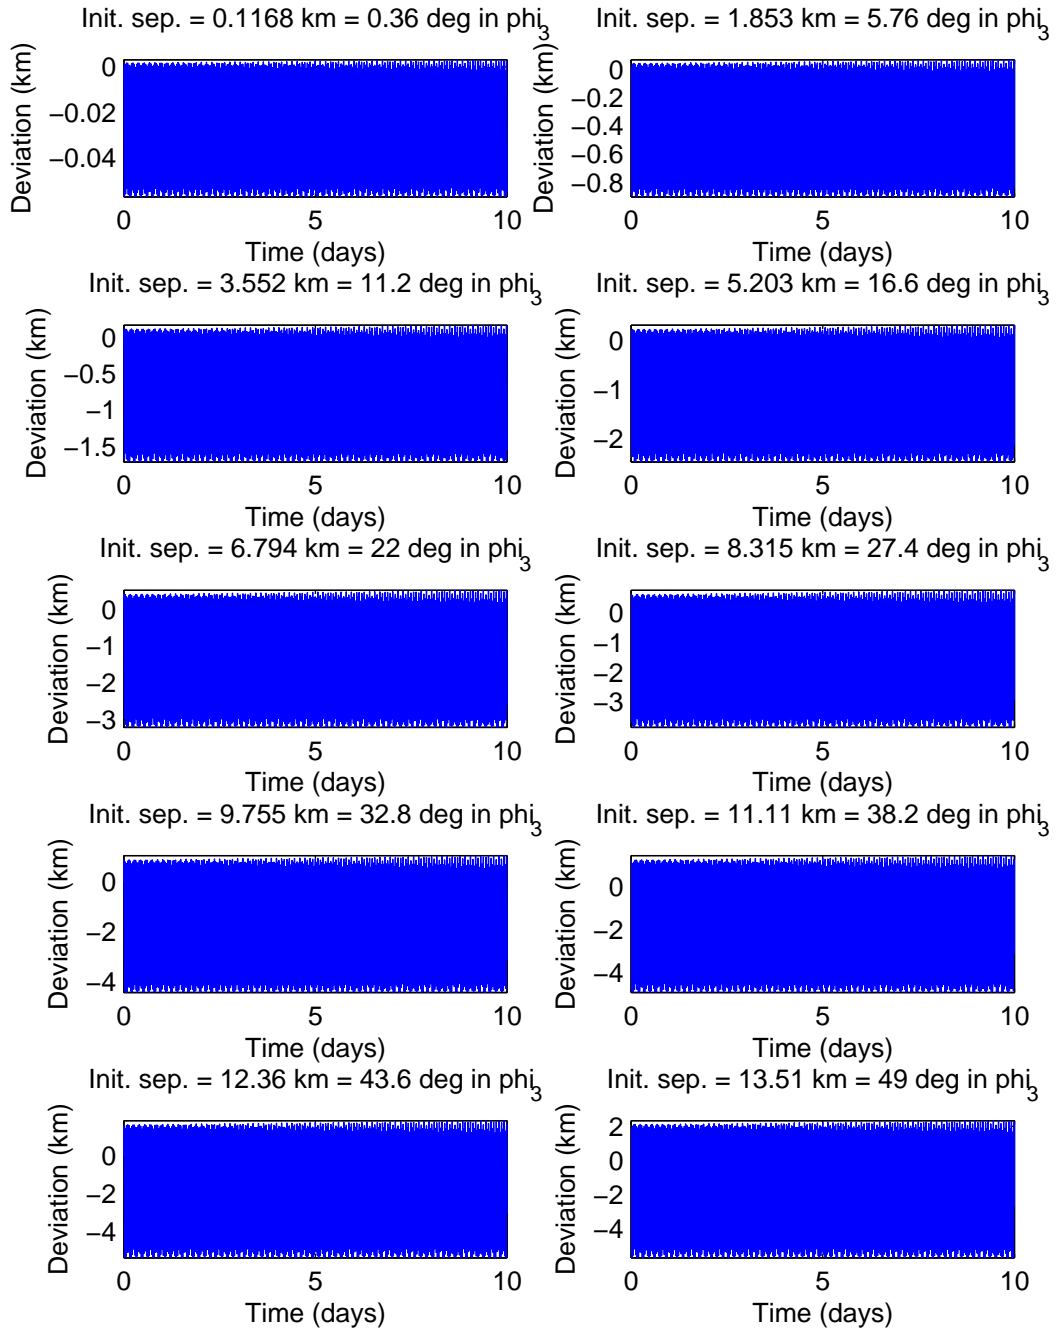 Init. sep. = 0.1168 km = 0.36 deg in phi3
Deviation (km)
0
−0.02
−0.04
0 5 10
Time (days)
Init. sep. = 1.853 km = 5.76 deg in phi3
Deviation (km)
0
−0.2
−0.4
−0.6
−0.8
0 5 10
Time (days)
Init. sep. = 3.552 km = 11.2 deg in phi3
Deviation (km)
0
−0.5
−1
−1.5
0 5 10
Time (days)
Init. sep. = 5.203 km = 16.6 deg in phi3
Deviation (km)
0
−1
−2
0 5 10
Time (days)
Init. sep. = 6.794 km = 22 deg in phi3
Deviation (km)
0
−1
−2
−3
0 5 10
Time (days)
Init. sep. = 8.315 km = 27.4 deg in phi3
Deviation (km)
0
−1
−2
−3
0 5 10
Time (days)
Init. sep. = 9.755 km = 32.8 deg in phi3
Deviation (km)
0
−2
−4
0 5 10
Time (days)
Init. sep. = 11.11 km = 38.2 deg in phi3
Deviation (km)
0
−2
−4
0 5 10
Time (days)
Init. sep. = 12.36 km = 43.6 deg in phi3
Deviation (km)
0
−2
−4
0 5 10
Time (days)
Init. sep. = 13.51 km = 49 deg in phi3
Deviation (km)
2
0
−2
−4
0 5 10
Time (days)